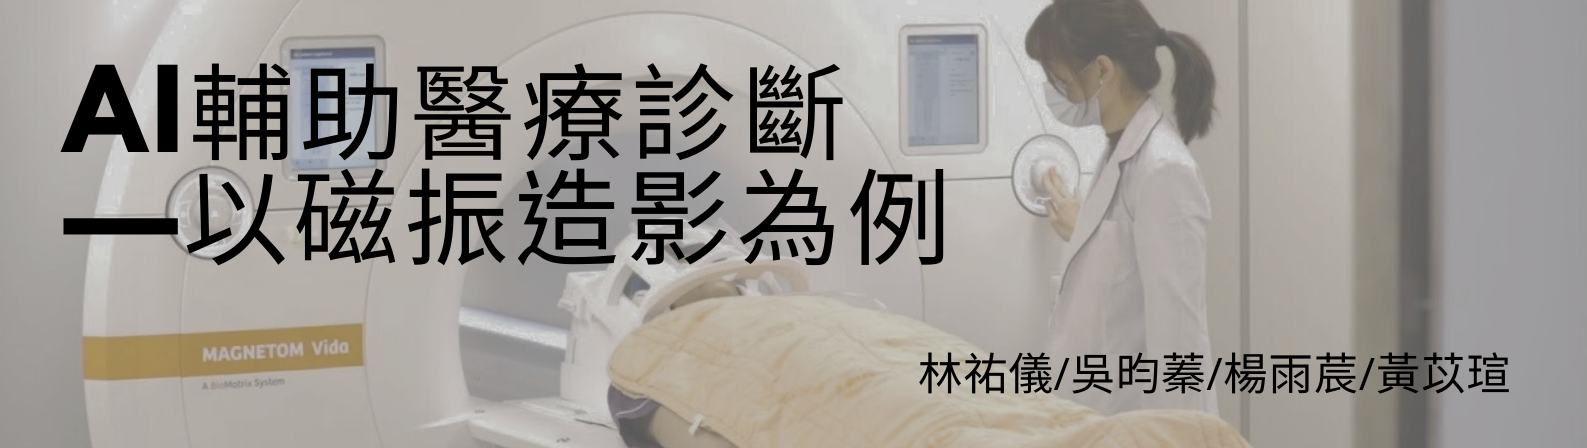 AI輔助醫療診斷
—以磁振造影為例
MAGNETOM Vida
A BioMatrix System
林祐儀/吳昀蓁/楊雨莀/黃苡瑄